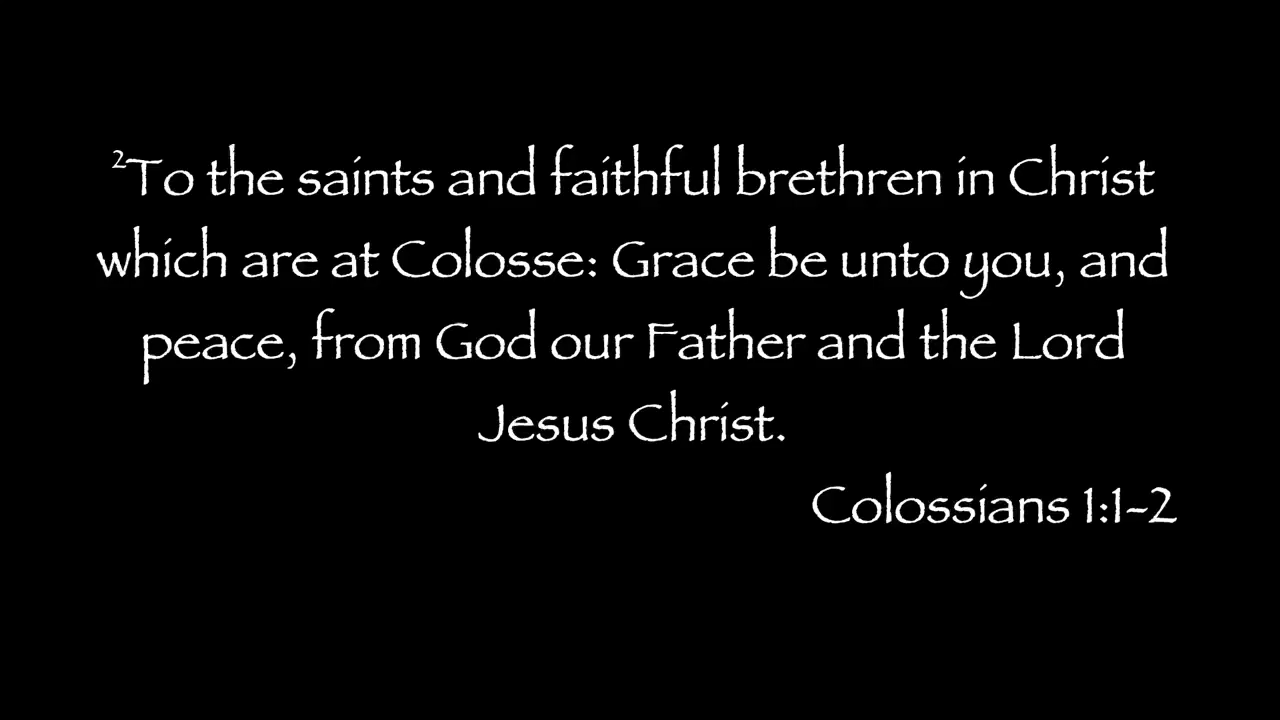 ²To the saints and faithful brethren in Christ
which are at Colosse: Grace be unto you, and
peace, from God our Father and the Lord
Jesus Christ.
Colossians 1:1-2